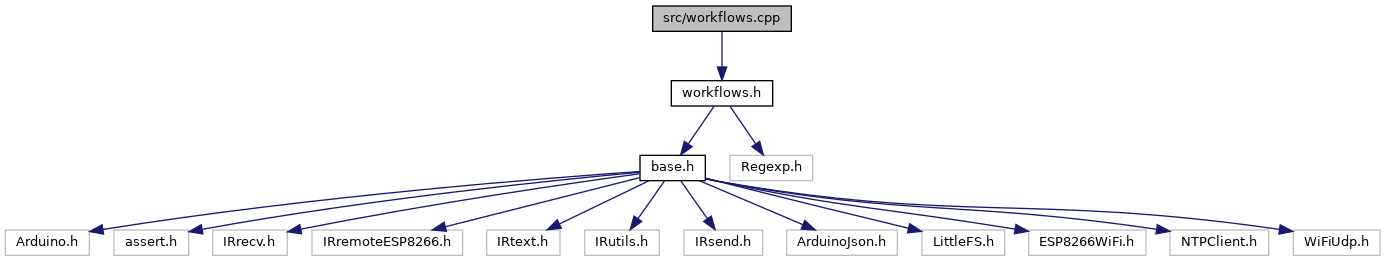 src/workflows.cpp
workflows.h
base.h
Regexp.h
Arduino.h
assert.h
IRrecv.h
IRremoteESP8266.h
IRtext.h
IRutils.h
IRsend.h
ArduinoJson.h
LittleFS.h
ESP8266WiFi.h
NTPClient.h
WiFiUdp.h